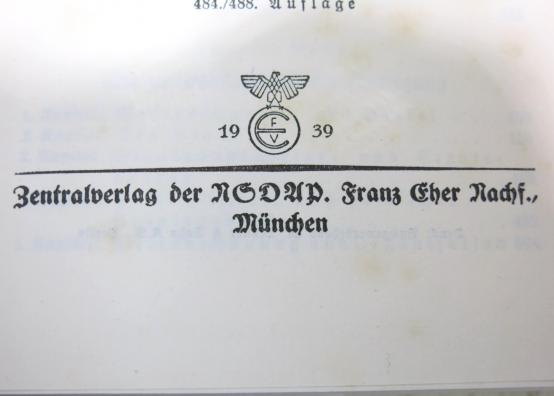 484./488. Auflage
F
E
V
19 39
Zentralverlag der NSDAP. Franz Eher Nachf.,
München